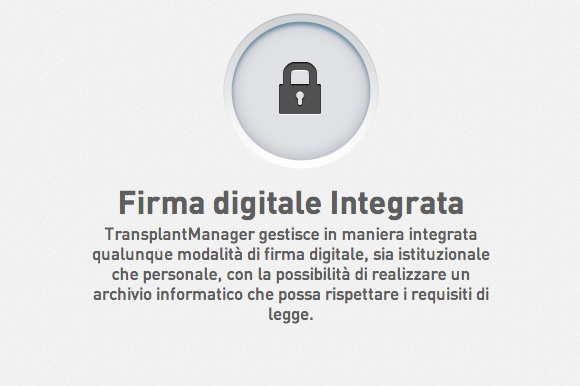 Firma digitale Integrata
TransplantManager gestisce in maniera integrata
qualunque modalità di firma digitale, sia istituzionale
che personale, con la possibilità di realizzare un
archivio informatico che possa rispettare i requisiti di
legge.